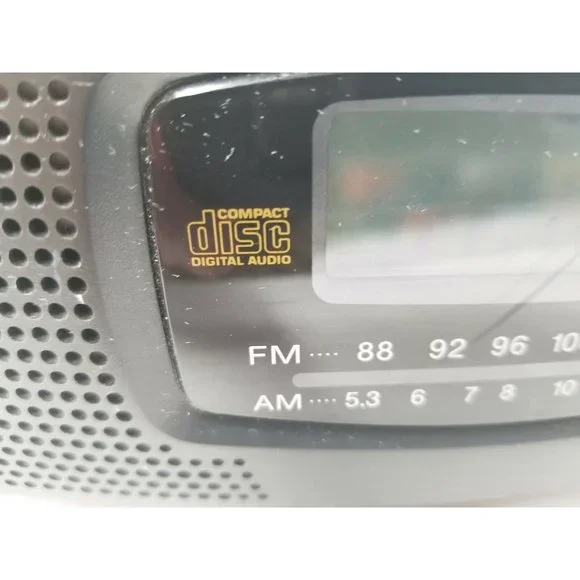 COMPACT
disc
DIGITAL AUDIO
FM .... 88 92 96
AM .... 5.3 6 7 8 10